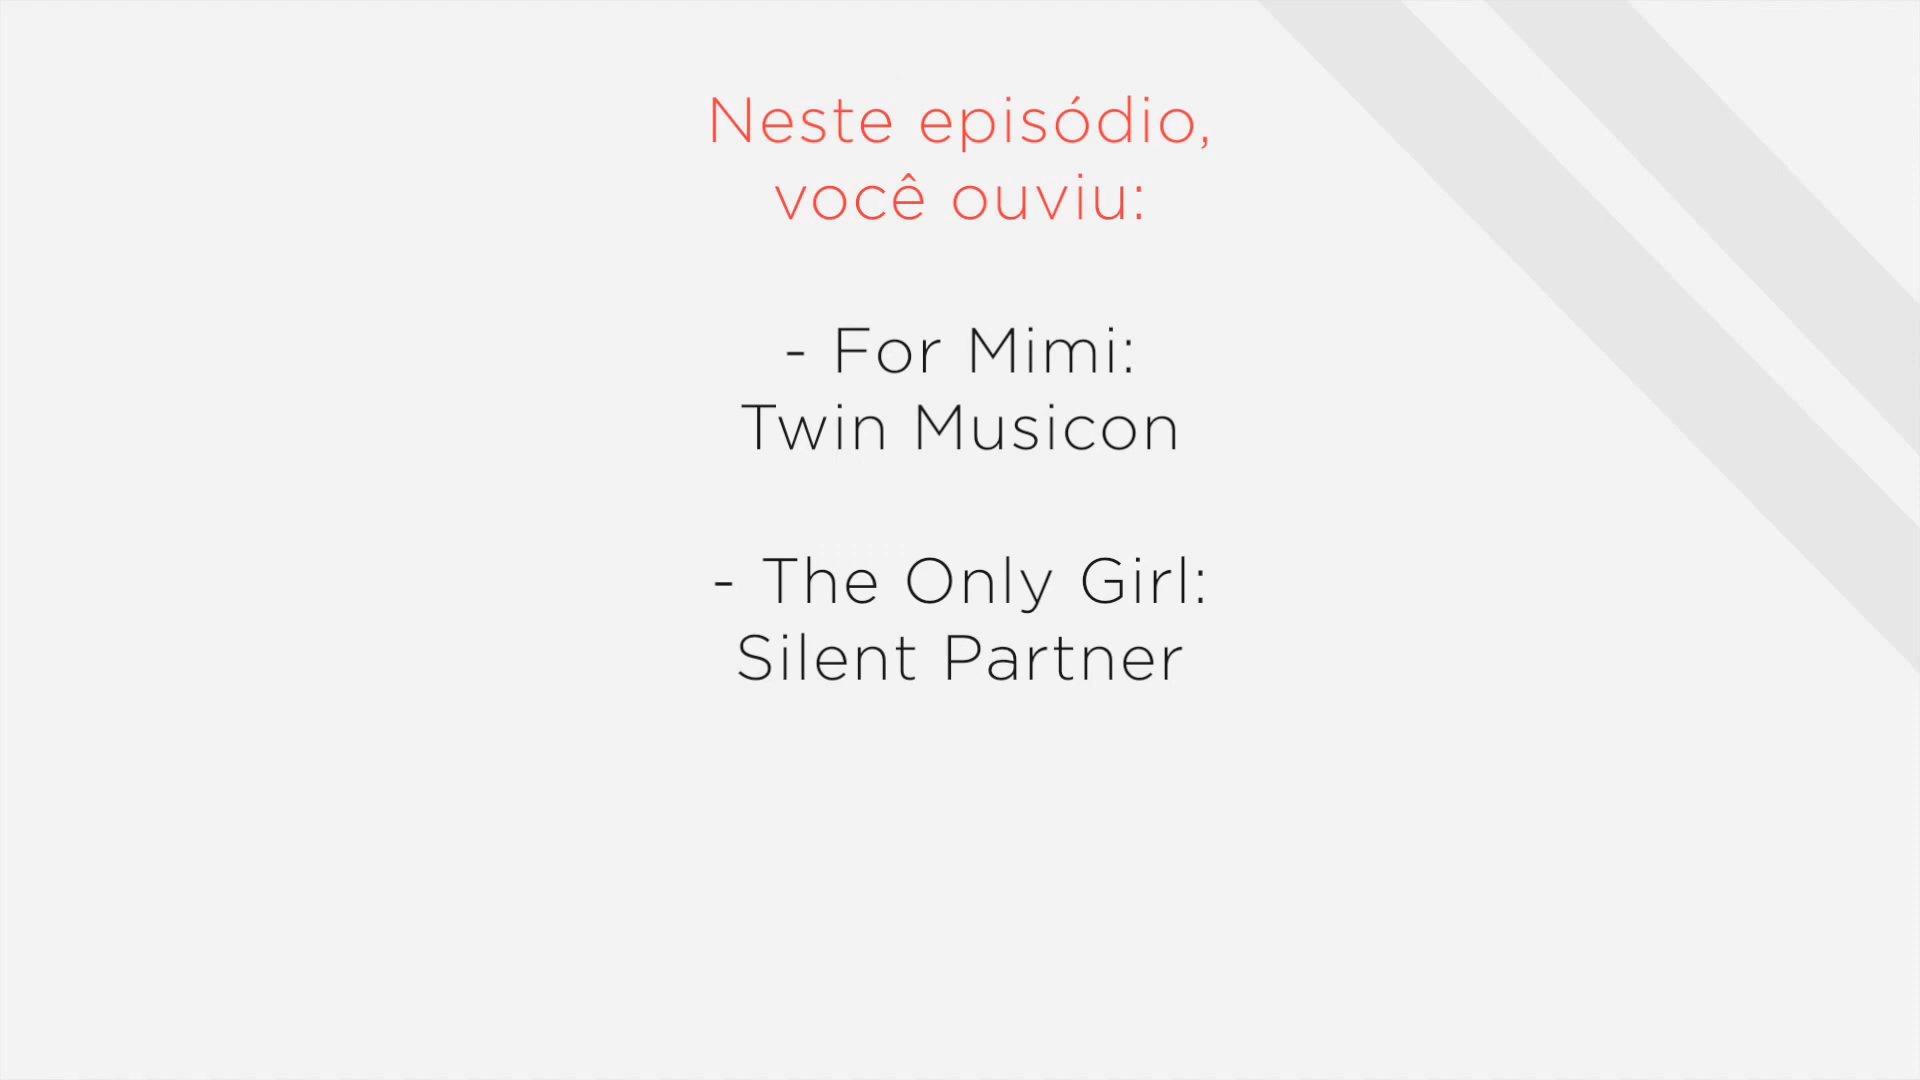 Neste episódio,
você ouviu:
- For Mimi:
Twin Musicon
- The Only Girl:
Silent Partner